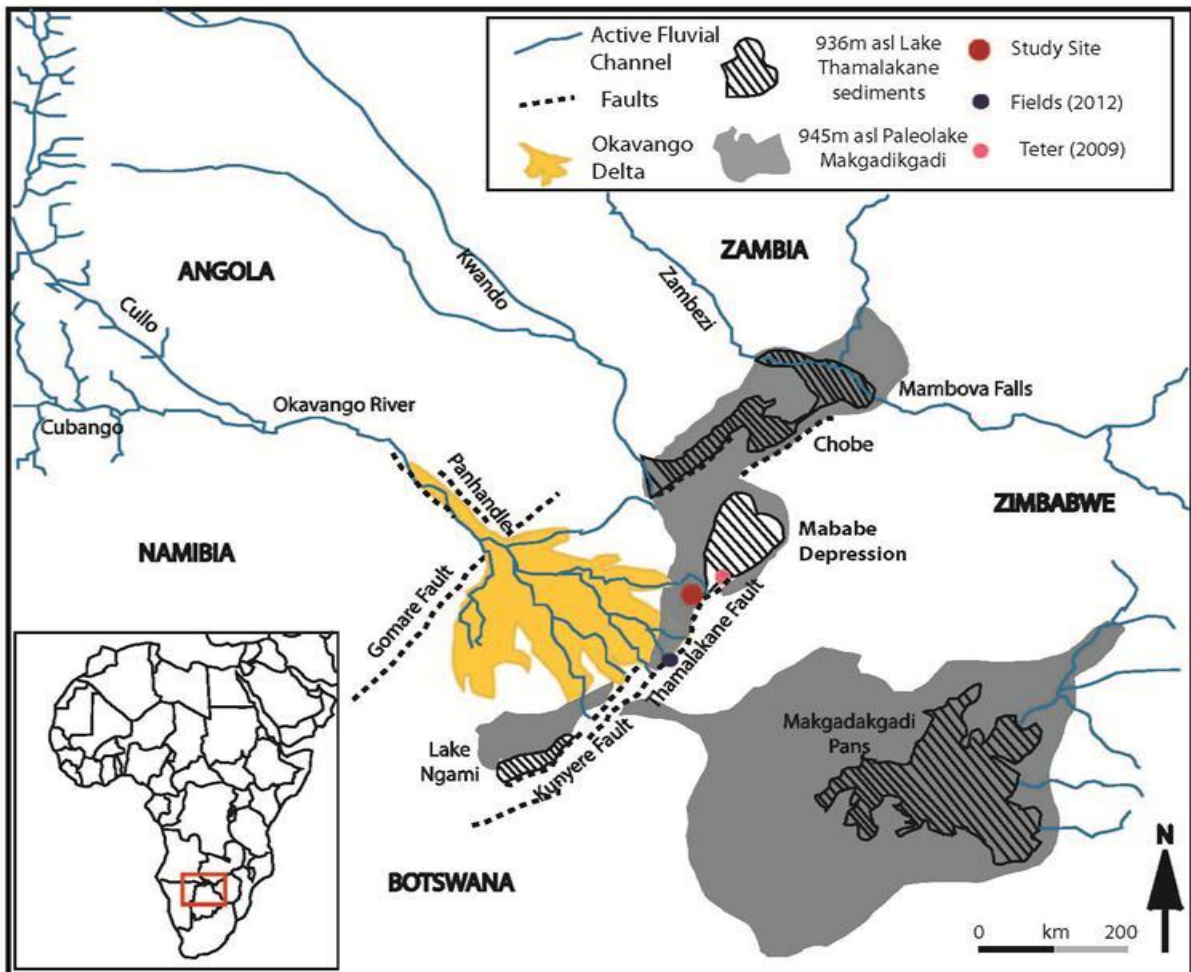 Active Fluvial
Channel
Faults
Okavango
Delta
936m asl Lake
Thamalakane
sediments
945m asl Paleolake
Makgadikgadi
Study Site
Fields (2012)
Teter (2009)
ANGOLA
ZAMBIA
Kwando
Zambezi
Cullo
Mambova Falls
Okavango River
Cubango
Chobe
Panhandle
ZIMBABWE
NAMIBIA
Mababe
Depression
Gomare Fault
Thamalakane Fault
Makgadakgadi
Pans
Lake
Ngami
Kunyere Fault
BOTSWANA
N
0 km 200